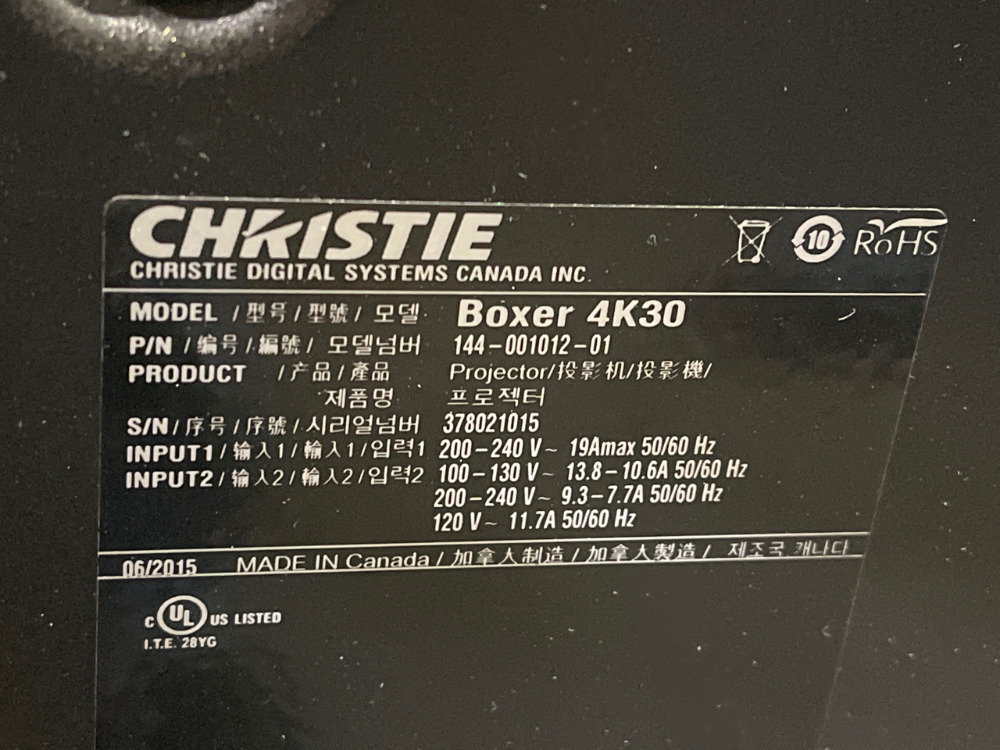 CHRISTIE
CHRISTIE DIGITAL SYSTEMS CANADA INC.
10 RoHS
MODEL / 型号 / 型號 / 모델 Boxer 4K30
P/N / 编号 / 編號 / 모델넘버 144-001012-01
PRODUCT / 产品 / 產品 Projector/投影机/投影機/
제품명 프로젝터
S/N / 序号 / 序號 / 시리얼넘버 378021015
INPUT1 / 输入1 / 輸入1 / 입력1 200-240 V~ 19Amax 50/60 Hz
INPUT2 / 输入2 / 輸入2 / 입력2 100-130 V~ 13.8-10.6A 50/60 Hz
200-240 V~ 9.3-7.7A 50/60 Hz
120 V~ 11.7A 50/60 Hz
06/2015 MADE IN Canada / 加拿大制造 / 加拿大製造 / 제조국 캐나다
C UL US LISTED
I.T.E. 28YG